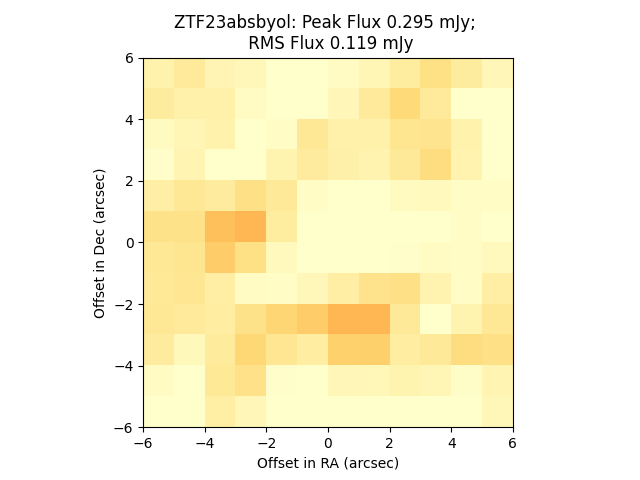 ZTF23absbyol: Peak Flux 0.295 mJy;
RMS Flux 0.119 mJy
6
4
2
0
−2
−4
−6
Offset in Dec (arcsec)
−6 −4 −2 0 2 4 6
Offset in RA (arcsec)